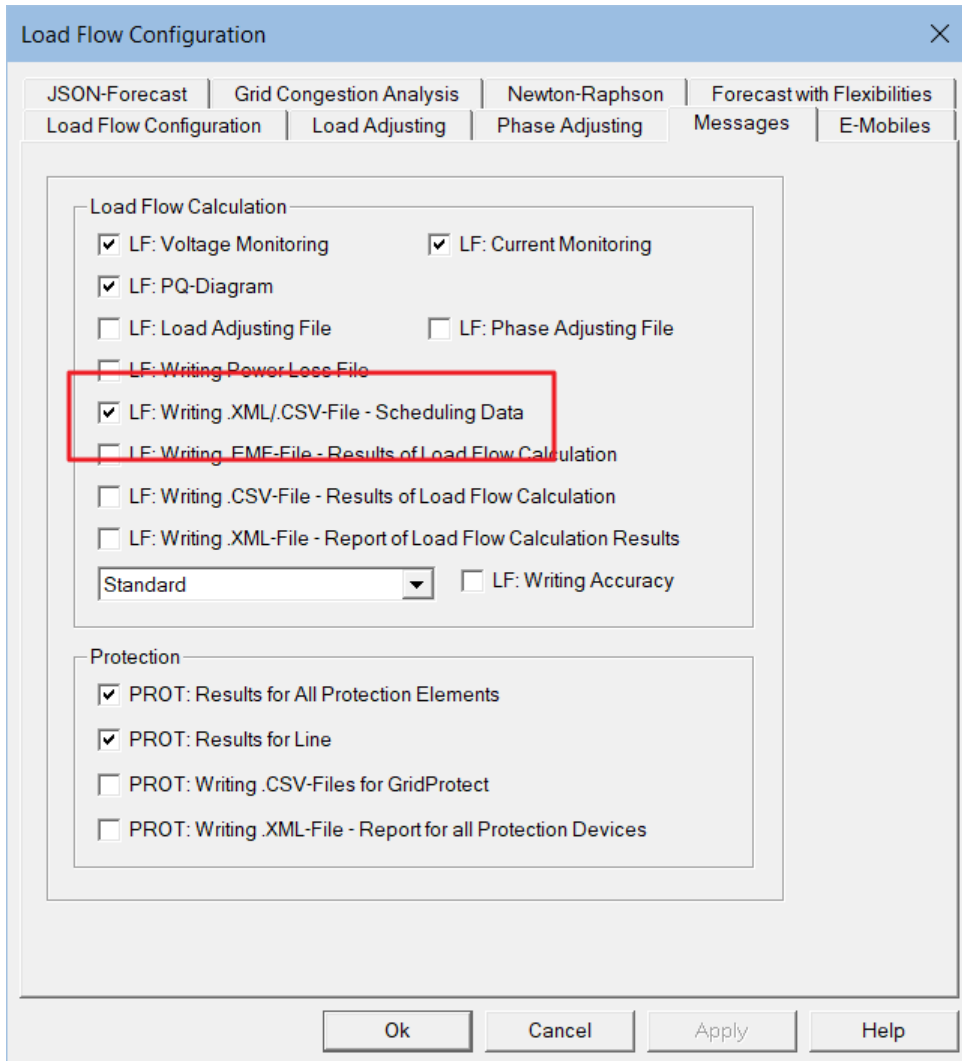 Load Flow Configuration
JSON-Forecast Grid Congestion Analysis Newton-Raphson Forecast with Flexibilities
Load Flow Configuration Load Adjusting Phase Adjusting Messages E-Mobiles
Load Flow Calculation
LF: Voltage Monitoring LF: Current Monitoring
LF: PQ-Diagram
LF: Load Adjusting File LF: Phase Adjusting File
LF: Writing Power Loss File
LF: Writing .XML/.CSV-File - Scheduling Data
LF: Writing .EMF-File - Results of Load Flow Calculation
LF: Writing .CSV-File - Results of Load Flow Calculation
LF: Writing .XML-File - Report of Load Flow Calculation Results
Standard LF: Writing Accuracy
Protection
PROT: Results for All Protection Elements
PROT: Results for Line
PROT: Writing .CSV-Files for GridProtect
PROT: Writing .XML-File - Report for all Protection Devices
Ok Cancel Apply Help